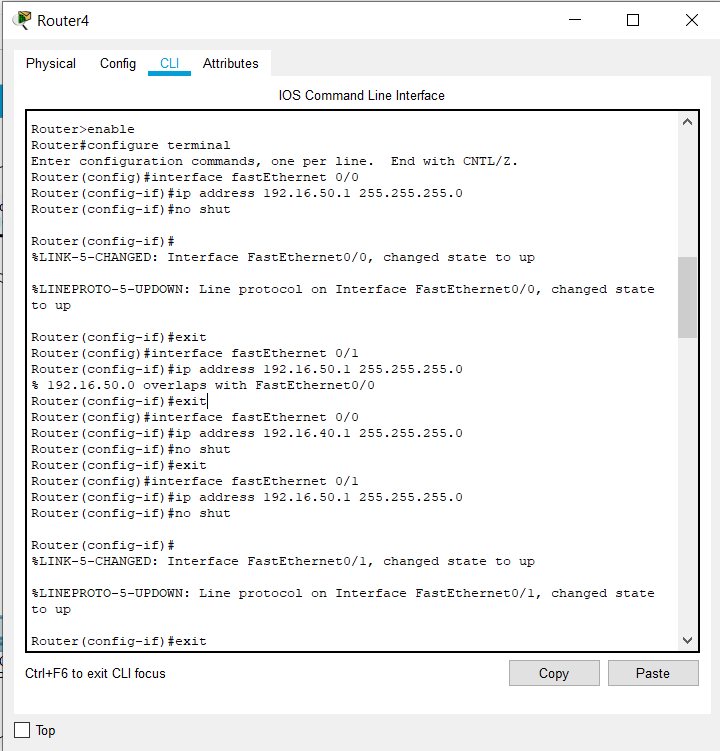 Router4
Physical Config CLI Attributes
IOS Command Line Interface
Router>enable
Router#configure terminal
Enter configuration commands, one per line.  End with CNTL/Z.
Router(config)#interface fastEthernet 0/0
Router(config-if)#ip address 192.16.50.1 255.255.255.0
Router(config-if)#no shut
Router(config-if)#
%LINK-5-CHANGED: Interface FastEthernet0/0, changed state to up
%LINEPROTO-5-UPDOWN: Line protocol on Interface FastEthernet0/0, changed state
to up
Router(config-if)#exit
Router(config)#interface fastEthernet 0/1
Router(config-if)#ip address 192.16.50.1 255.255.255.0
% 192.16.50.0 overlaps with FastEthernet0/0
Router(config-if)#exit
Router(config)#interface fastEthernet 0/0
Router(config-if)#ip address 192.16.40.1 255.255.255.0
Router(config-if)#no shut
Router(config-if)#exit
Router(config)#interface fastEthernet 0/1
Router(config-if)#ip address 192.16.50.1 255.255.255.0
Router(config-if)#no shut
Router(config-if)#
%LINK-5-CHANGED: Interface FastEthernet0/1, changed state to up
%LINEPROTO-5-UPDOWN: Line protocol on Interface FastEthernet0/1, changed state
to up
Router(config-if)#exit
Ctrl+F6 to exit CLI focus
Copy Paste
Top